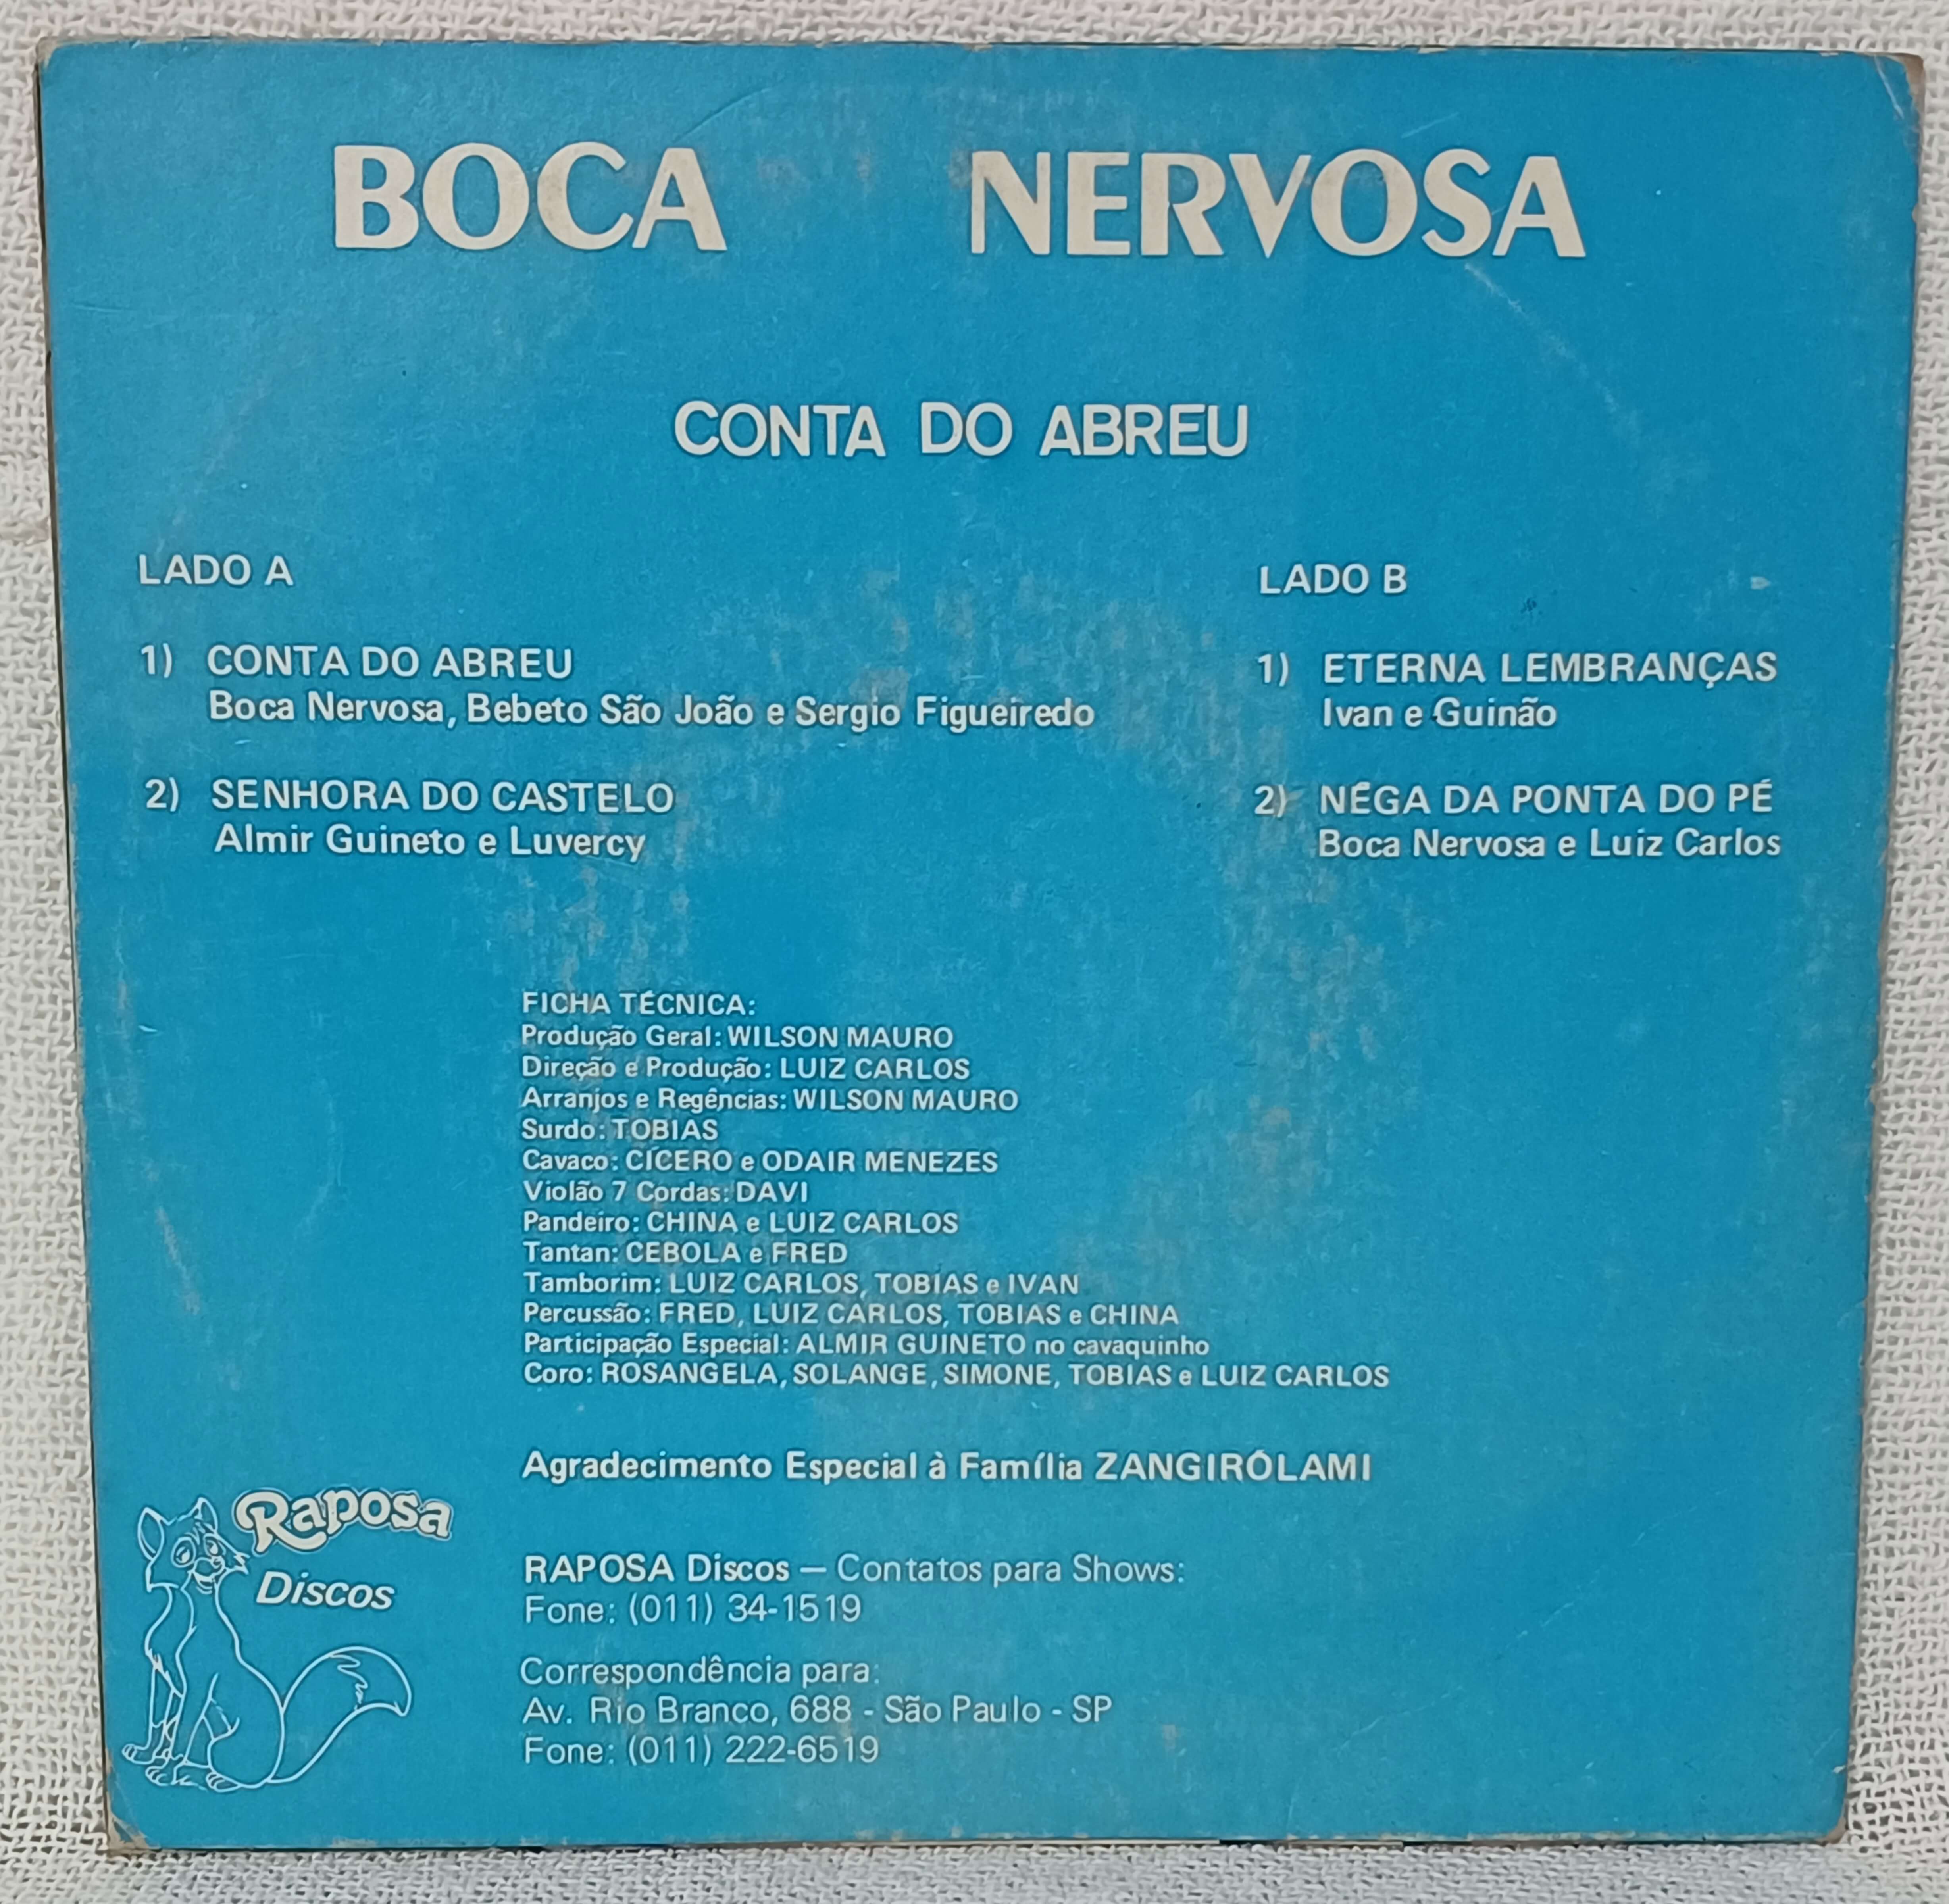 BOCA NERVOSA
CONTA DO ABREU
LADO A
1) CONTA DO ABREU
Boca Nervosa, Bebeto São João e Sergio Figueiredo
2) SENHORA DO CASTELO
Almir Guineto e Luvercy
LADO B
1) ETERNA LEMBRANÇAS
Ivan e Guinão
2) NÊGA DA PONTA DO PÉ
Boca Nervosa e Luiz Carlos
FICHA TÉCNICA:
Produção Geral: WILSON MAURO
Direção e Produção: LUIZ CARLOS
Arranjos e Regências: WILSON MAURO
Surdo: TOBIAS
Cavaco: CÍCERO e ODAIR MENEZES
Violão 7 Cordas: DAVI
Pandeiro: CHINA e LUIZ CARLOS
Tantan: CEBOLA e FRED
Tamborim: LUIZ CARLOS, TOBIAS e IVAN
Percussão: FRED, LUIZ CARLOS, TOBIAS e CHINA
Participação Especial: ALMIR GUINETO no cavaquinho
Coro: ROSANGELA, SOLANGE, SIMONE, TOBIAS e LUIZ CARLOS
Agradecimento Especial à Família ZANGIRÓLAMI
Raposa
Discos
RAPOSA Discos — Contatos para Shows:
Fone: (011) 34-1519
Correspondência para:
Av. Rio Branco, 688 - São Paulo - SP
Fone: (011) 222-6519